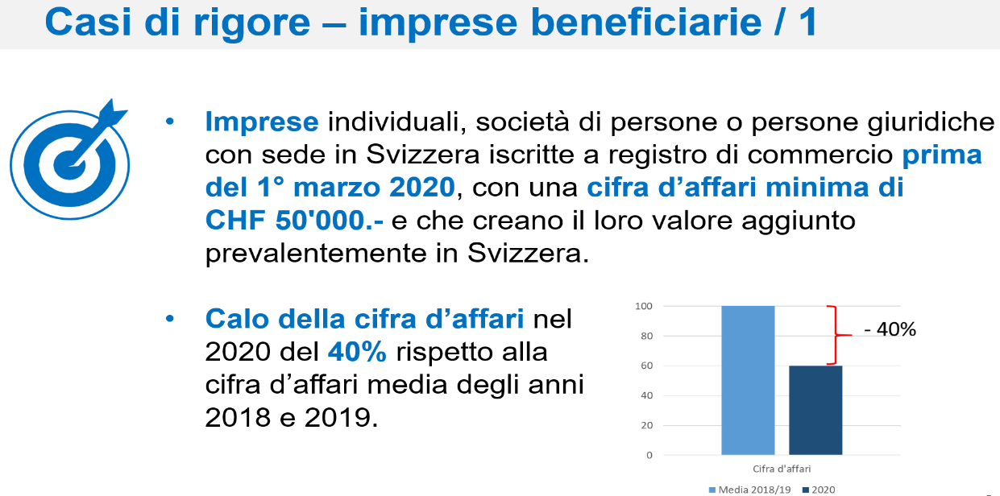 Casi di rigore – imprese beneficiarie / 1
• Imprese individuali, società di persone o persone giuridiche
con sede in Svizzera iscritte a registro di commercio prima
del 1° marzo 2020, con una cifra d’affari minima di
CHF 50'000.- e che creano il loro valore aggiunto
prevalentemente in Svizzera.
• Calo della cifra d’affari nel
2020 del 40% rispetto alla
cifra d’affari media degli anni
2018 e 2019.
100
80
60
40
20
0
- 40%
Cifra d'affari
Media 2018/19 2020